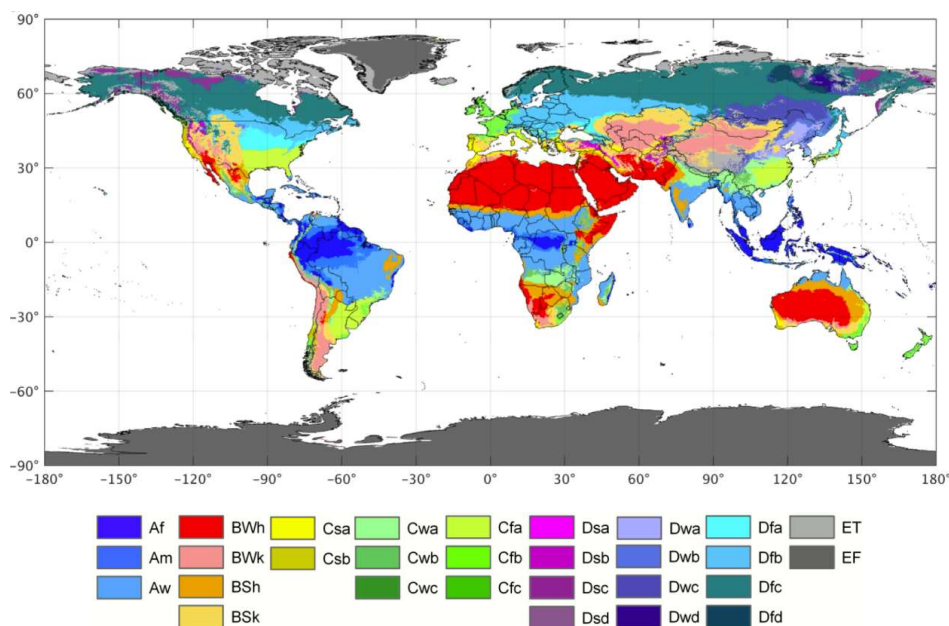 90°
60°
30°
0°
−30°
−60°
−90°
−180° −150° −120° −90° −60° −30° 0° 30° 60° 90° 120° 150° 180°
Af BWh Csa Cwa Cfa Dsa Dwa Dfa ET
Am BWk Csb Cwb Cfb Dsb Dwb Dfb EF
Aw BSh Cwc Cfc Dsc Dwc Dfc
BSk Dsd Dwd Dfd